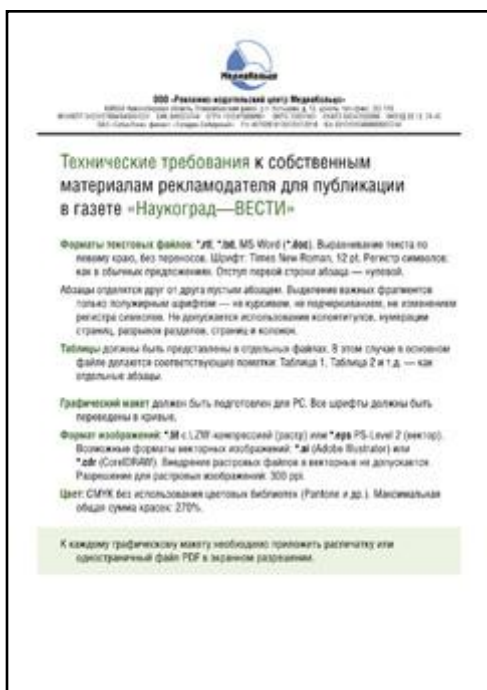 МедиаКольцо
ООО «Рекламно-издательский центр МедиаКольцо»
Технические требования к собственным
материалам рекламодателя для публикации
в газете «Наукоград—ВЕСТИ»
Форматы текстовых файлов: *.rtf, *.txt, MS Word (*.doc). Выравнивание текста по
левому краю, без переносов. Шрифт: Times New Roman, 12 pt. Регистр символов:
как в обычных предложениях. Отступ первой строки абзаца — нулевой.
Абзацы отделяются друг от друга пустым абзацем. Выделение важных фрагментов
только полужирным шрифтом — не курсивом, не подчеркиванием, не изменением
регистра символов. Не допускается использование колонтитулов, нумерации
страниц, разрывов разделов, страниц и колонок.
Таблицы должны быть представлены в отдельных файлах. В этом случае в основном
файле делаются соответствующие пометки: Таблица 1, Таблица 2 и т.д. — как
отдельные абзацы.
Графический макет должен быть подготовлен для PC. Все шрифты должны быть
переведены в кривые.
Формат изображений: *.tif с LZW-компрессией (растр) или *.eps PS-Level 2 (вектор).
Возможные форматы векторных изображений: *.ai (Adobe Illustrator) или
*.cdr (CorelDRAW). Внедрение растровых файлов в векторные не допускается.
Разрешение для растровых изображений: 300 ppi.
Цвет: CMYK без использования цветовых библиотек (Pantone и др.). Максимальная
общая сумма красок: 270%.
К каждому графическому макету необходимо приложить распечатку или
одностраничный файл PDF в экранном разрешении.